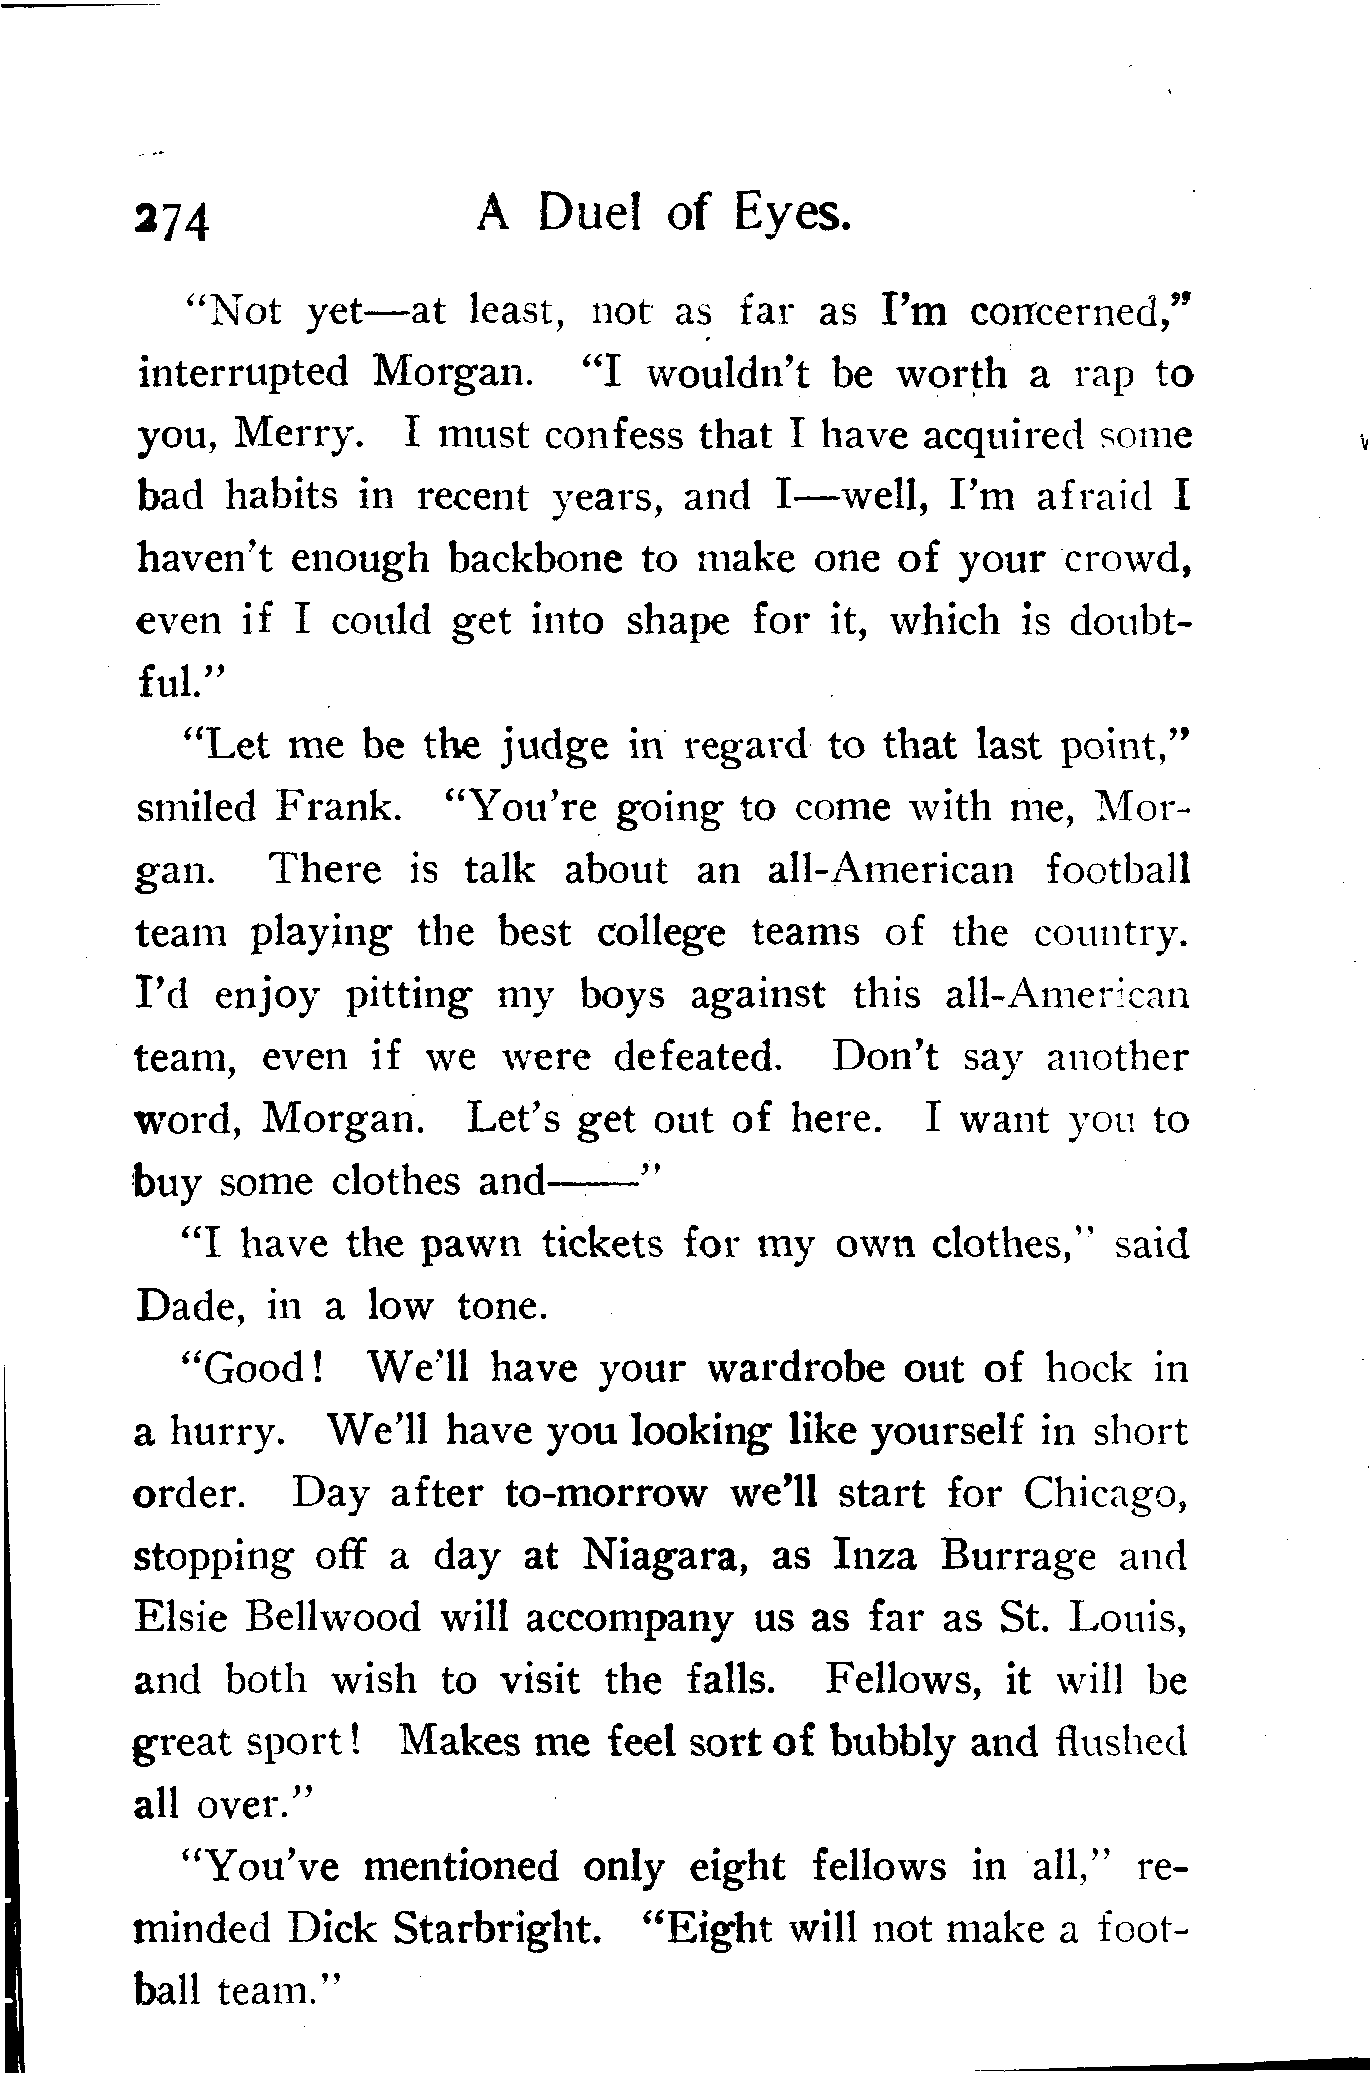 274 A Duel of Eyes.
“Not yet—at least, not as far as I’m concerned,”
interrupted Morgan. “I wouldn’t be worth a rap to
you, Merry. I must confess that I have acquired some
bad habits in recent years, and I—well, I’m afraid I
haven’t enough backbone to make one of your crowd,
even if I could get into shape for it, which is doubt-
ful.”
“Let me be the judge in regard to that last point,”
smiled Frank. “You’re going to come with me, Mor-
gan. There is talk about an all-American football
team playing the best college teams of the country.
I’d enjoy pitting my boys against this all-American
team, even if we were defeated. Don’t say another
word, Morgan. Let’s get out of here. I want you to
buy some clothes and——”
“I have the pawn tickets for my own clothes,” said
Dade, in a low tone.
“Good! We’ll have your wardrobe out of hock in
a hurry. We’ll have you looking like yourself in short
order. Day after to-morrow we’ll start for Chicago,
stopping off a day at Niagara, as Inza Burrage and
Elsie Bellwood will accompany us as far as St. Louis,
and both wish to visit the falls. Fellows, it will be
great sport! Makes me feel sort of bubbly and flushed
all over.”
“You’ve mentioned only eight fellows in all,” re-
minded Dick Starbright. “Eight will not make a foot-
ball team.”